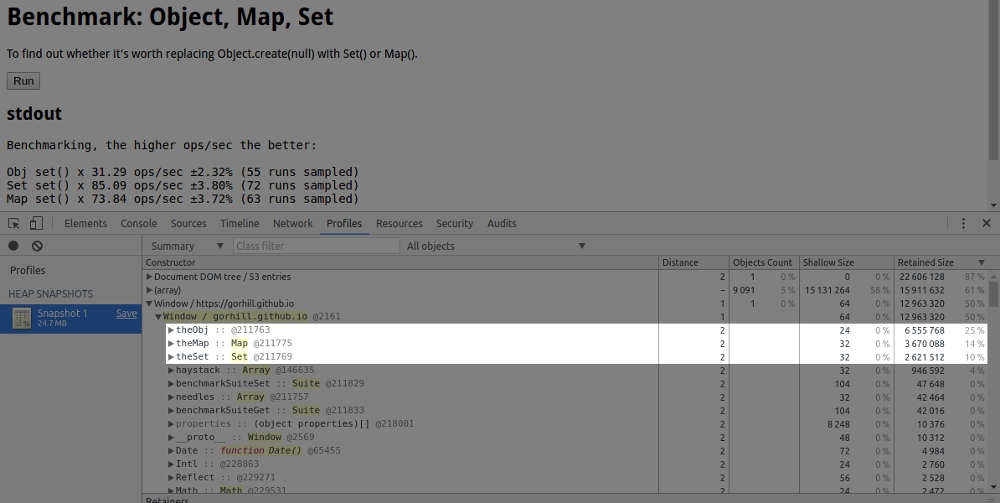 Benchmark: Object, Map, Set
To find out whether it's worth replacing Object.create(null) with Set() or Map().
Run
stdout
Benchmarking, the higher ops/sec the better:
Obj set() x 31.29 ops/sec ±2.32% (55 runs sampled)
Set set() x 85.09 ops/sec ±3.80% (72 runs sampled)
Map set() x 73.84 ops/sec ±3.72% (63 runs sampled)
Elements Console Sources Timeline Network Profiles Resources Security Audits
Summary Class filter All objects
Profiles
HEAP SNAPSHOTS
Snapshot 1 Save
24.7 MB
Constructor Distance Objects Count Shallow Size Retained Size
Document DOM tree / 53 entries 2 1 0 % 0 0 % 22 606 128 87 %
(array) – 9 091 5 % 15 131 264 58 % 15 911 632 61 %
Window / https://gorhill.github.io 1 1 0 % 64 0 % 12 963 320 50 %
Window / gorhill.github.io @2161 1 64 0 % 12 963 320 50 %
theObj :: @211763 2 24 0 % 6 555 768 25 %
theMap :: Map @211775 2 32 0 % 3 670 088 14 %
theSet :: Set @211769 2 32 0 % 2 621 512 10 %
haystack :: Array @146635 2 32 0 % 946 592 4 %
benchmarkSuiteSet :: Suite @211829 2 104 0 % 47 648 0 %
needles :: Array @211757 2 32 0 % 42 464 0 %
benchmarkSuiteGet :: Suite @211833 2 104 0 % 42 016 0 %
properties :: (object properties)[] @218001 2 8 248 0 % 10 376 0 %
__proto__ :: Window @2569 2 48 0 % 10 312 0 %
Date :: function Date() @65455 2 72 0 % 4 984 0 %
Intl :: @228863 2 24 0 % 2 760 0 %
Reflect :: @229271 2 56 0 % 2 528 0 %
Math :: Math @229531 2 24 0 % 2 472 0 %
Retainers